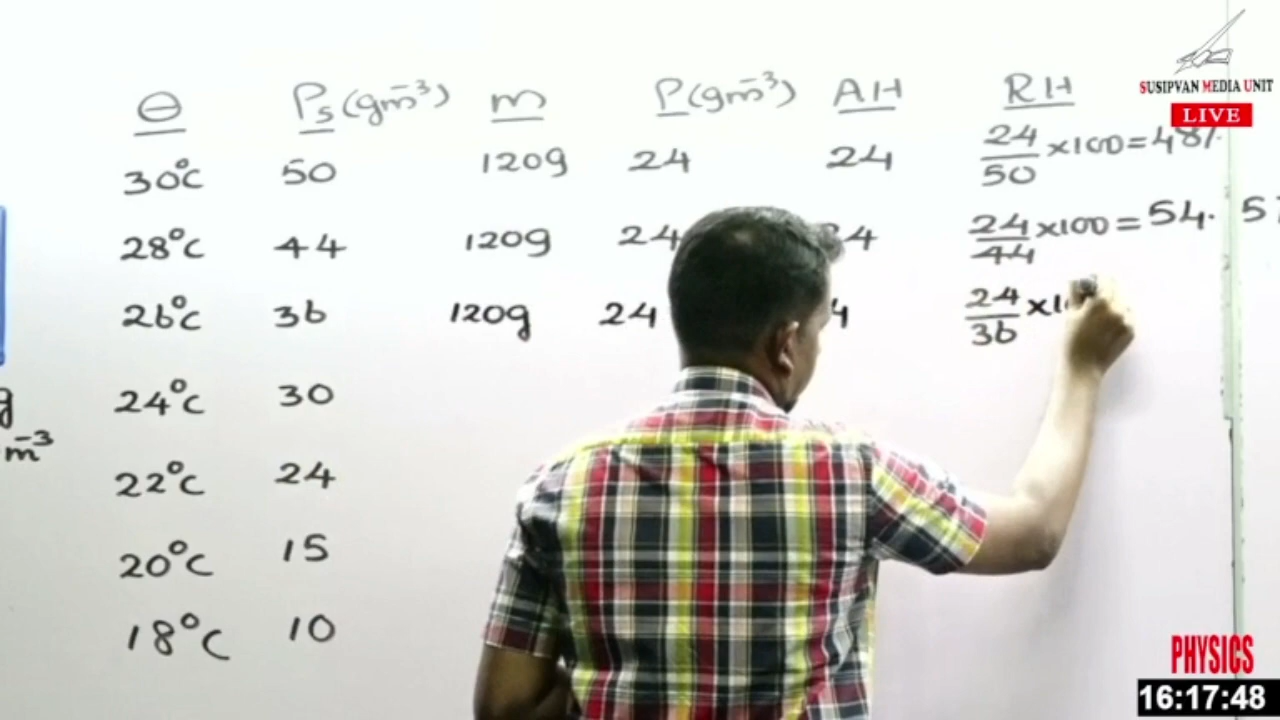 SUSIPVAN MEDIA UNIT
LIVE
θ Ps(gm⁻³) m P(gm⁻³) AH RH
30°C 50 120g 24 24 24/50 ×100 = 48%
28°C 44 120g 24 24/44 ×100 = 54.
26°C 36 120g 24 24/36
24°C 30
m⁻³
22°C 24
20°C 15
18°C 10
PHYSICS
16:17:48